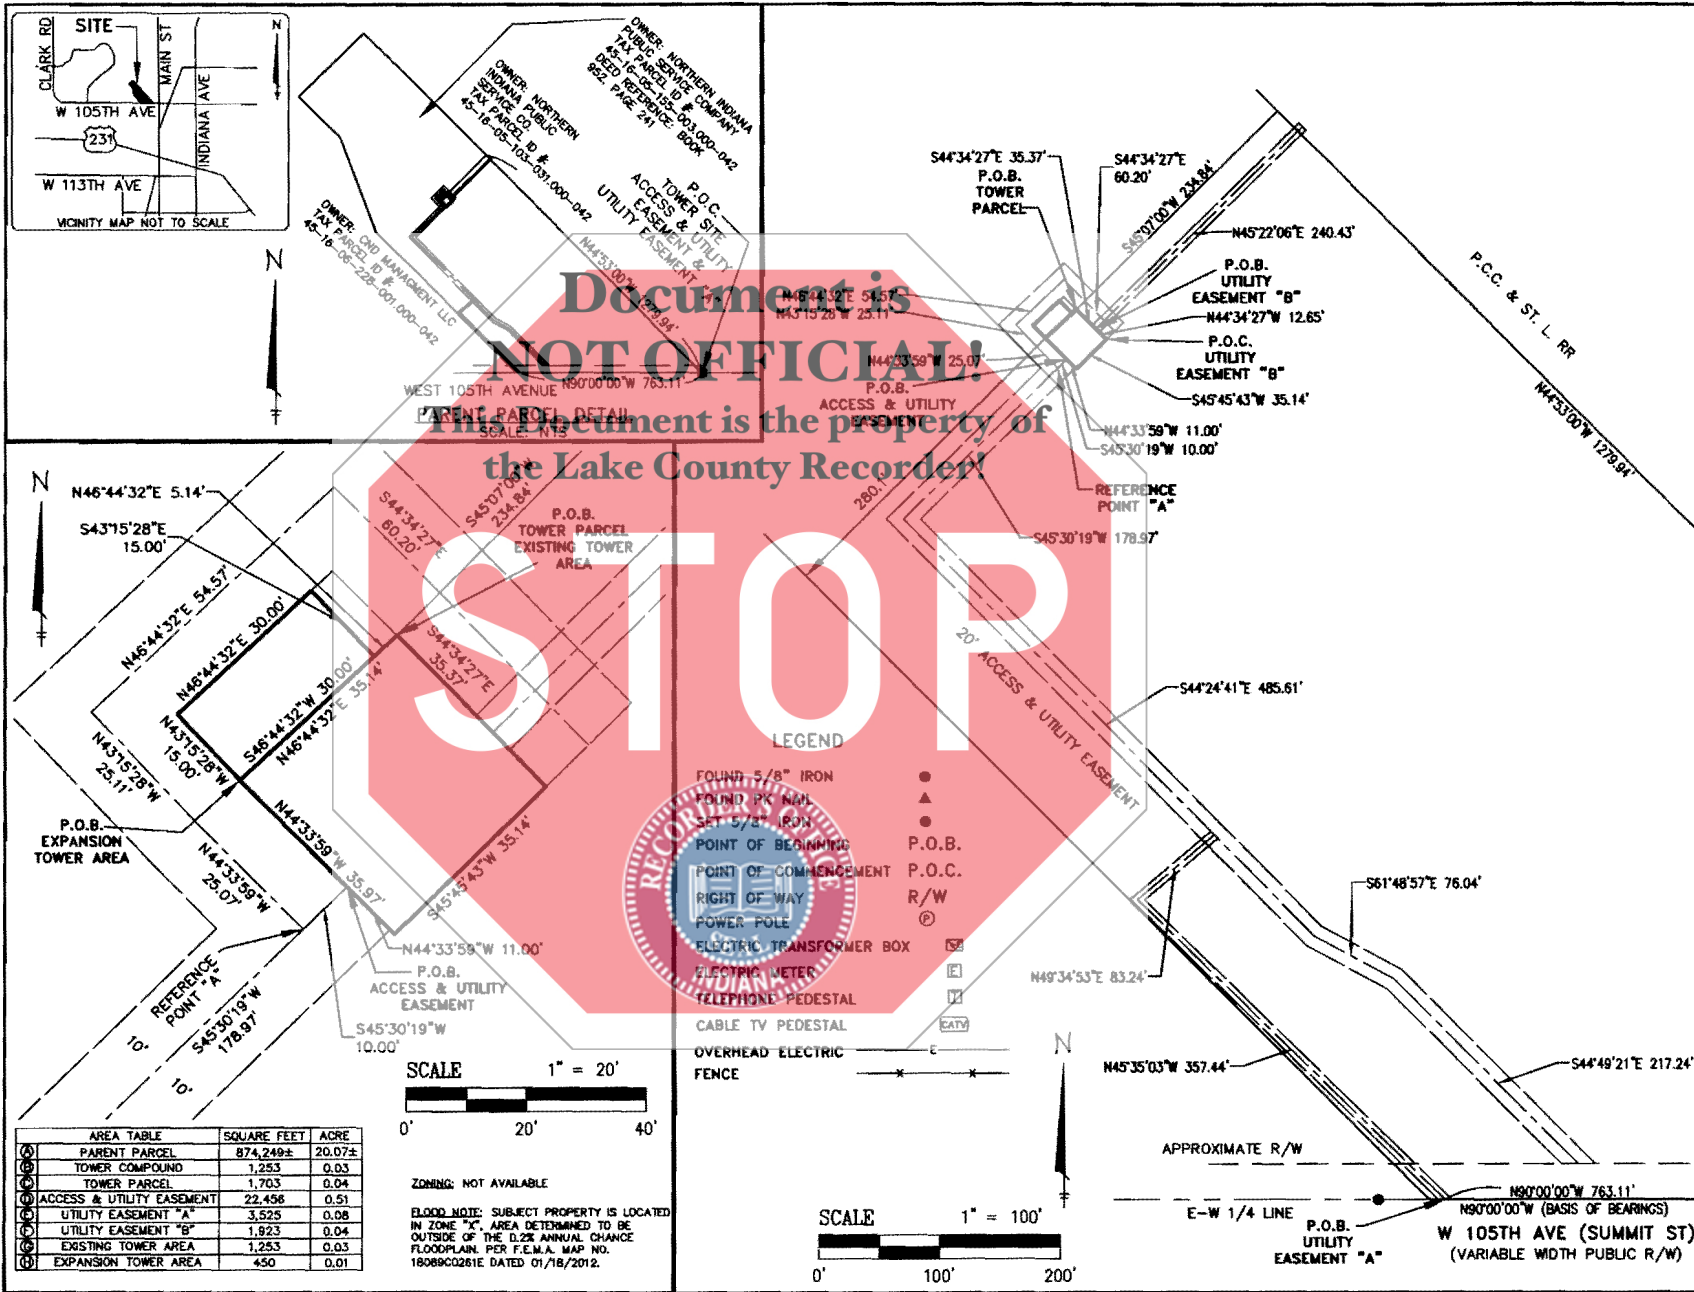 CLARK RD
SITE
MAIN ST
INDIANA AVE
N
W 105TH AVE
231
W 113TH AVE
VICINITY MAP NOT TO SCALE
OWNER: NORTHERN INDIANA
PUBLIC SERVICE COMPANY
TAX PARCEL ID #:
45-16-05-155-003.000-042
DEED REFERENCE: BOOK
952, PAGE 241
OWNER: NORTHERN
INDIANA PUBLIC
SERVICE CO.
TAX PARCEL ID #:
45-16-05-103-031.000-042
P.O.C.
TOWER SITE
ACCESS & UTILITY
EASEMENT &
UTILITY EASEMENT "A"
OWNER: CND MANAGMENT LLC
TAX PARCEL ID #:
45-16-06-228-001.000-042
N
N44°53'00"W 1279.94'
WEST 105TH AVENUE
N90°00'00"W 763.11'
PARENT PARCEL DETAIL
SCALE: NTS
Document is
NOT OFFICIAL!
This Document is the property of
the Lake County Recorder!
STOP
S44°34'27"E 35.37'
P.O.B.
TOWER
PARCEL
S44°34'27"E
60.20'
S45°07'00"W 234.84'
N45°22'06"E 240.43'
P.O.B.
UTILITY
EASEMENT "B"
N44°34'27"W 12.65'
P.O.C.
UTILITY
EASEMENT "B"
S45°45'43"W 35.14'
N46°44'32"E 54.57'
N43°15'28"W 25.11'
N44°33'59"W 25.07'
P.O.B.
ACCESS & UTILITY
EASEMENT
N44°33'59"W 11.00'
S45°30'19"W 10.00'
REFERENCE
POINT "A"
280.1
S45°30'19"W 178.97'
P.C.C. & ST. L. RR
N44°53'00"W 1279.94'
20' ACCESS & UTILITY EASEMENT
S44°24'41"E 485.61'
S61°48'57"E 76.04'
N49°34'53"E 83.24'
N45°35'03"W 357.44'
S44°49'21"E 217.24'
APPROXIMATE R/W
E-W 1/4 LINE
P.O.B.
UTILITY
EASEMENT "A"
N90°00'00"W 763.11'
N90°00'00"W (BASIS OF BEARINGS)
W 105TH AVE (SUMMIT ST)
(VARIABLE WIDTH PUBLIC R/W)
N
SCALE 1" = 100'
0' 100' 200'
N
N46°44'32"E 5.14'
S43°15'28"E
15.00'
N46°44'32"E 54.57'
N46°44'32"E 30.00'
S44°34'27"E
60.20'
S45°07'00"W
234.84'
P.O.B.
TOWER PARCEL
EXISTING TOWER
AREA
S44°34'27"E
35.37'
S46°44'32"W 30.00'
N46°44'32"E 35.14'
N43°15'28"W
15.00'
N43°15'28"W
25.11'
P.O.B.
EXPANSION
TOWER AREA
N44°33'59"W 35.97'
N44°33'59"W
25.07'
S45°45'43"W 35.14'
N44°33'59"W 11.00'
P.O.B.
ACCESS & UTILITY
EASEMENT
REFERENCE
POINT "A"
S45°30'19"W
178.97'
S45°30'19"W
10.00'
10'
10'
SCALE 1" = 20'
0' 20' 40'
LEGEND
FOUND 5/8" IRON
FOUND PK NAIL
SET 5/8" IRON
POINT OF BEGINNING P.O.B.
POINT OF COMMENCEMENT P.O.C.
RIGHT OF WAY R/W
POWER POLE P
ELECTRIC TRANSFORMER BOX
ELECTRIC METER E
TELEPHONE PEDESTAL T
CABLE TV PEDESTAL CATV
OVERHEAD ELECTRIC E
FENCE x x
RECORDER'S OFFICE
SEAL
INDIANA
AREA TABLE SQUARE FEET ACRE
A PARENT PARCEL 874,249± 20.07±
B TOWER COMPOUND 1,253 0.03
C TOWER PARCEL 1,703 0.04
D ACCESS & UTILITY EASEMENT 22,456 0.51
E UTILITY EASEMENT "A" 3,525 0.08
F UTILITY EASEMENT "B" 1,923 0.04
G EXISTING TOWER AREA 1,253 0.03
H EXPANSION TOWER AREA 450 0.01
ZONING: NOT AVAILABLE
FLOOD NOTE: SUBJECT PROPERTY IS LOCATED
IN ZONE "X", AREA DETERMINED TO BE
OUTSIDE OF THE 0.2% ANNUAL CHANCE
FLOODPLAIN. PER F.E.M.A. MAP NO.
18089C0261E DATED 01/18/2012.